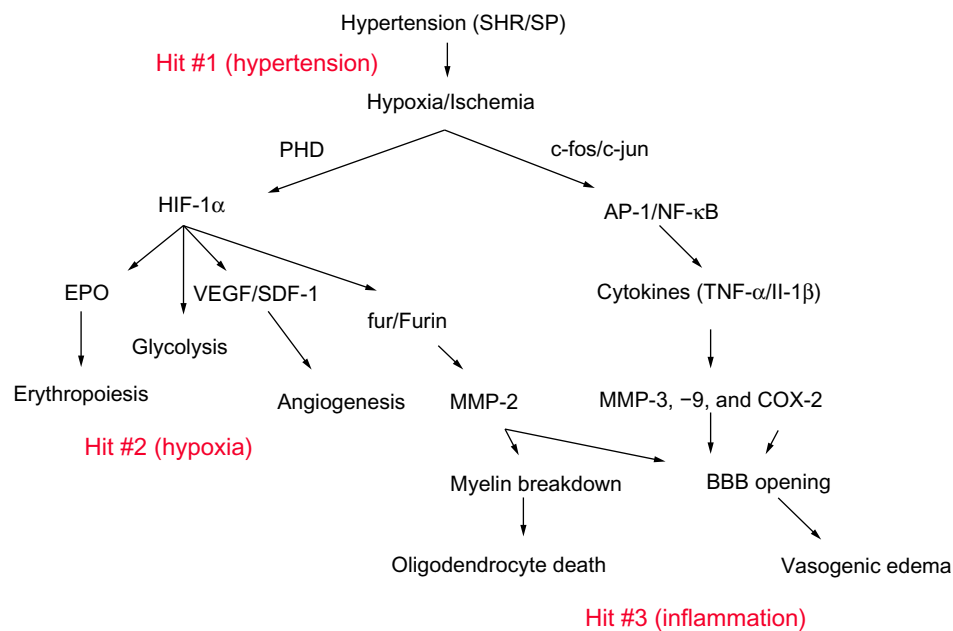 Hypertension (SHR/SP)
Hit #1 (hypertension)
Hypoxia/Ischemia
PHD
c-fos/c-jun
HIF-1α
AP-1/NF-κB
EPO
VEGF/SDF-1
Cytokines (TNF-α/Il-1β)
fur/Furin
Glycolysis
Erythropoiesis
Angiogenesis
MMP-2
MMP-3, −9, and COX-2
Hit #2 (hypoxia)
Myelin breakdown
BBB opening
Oligodendrocyte death
Vasogenic edema
Hit #3 (inflammation)